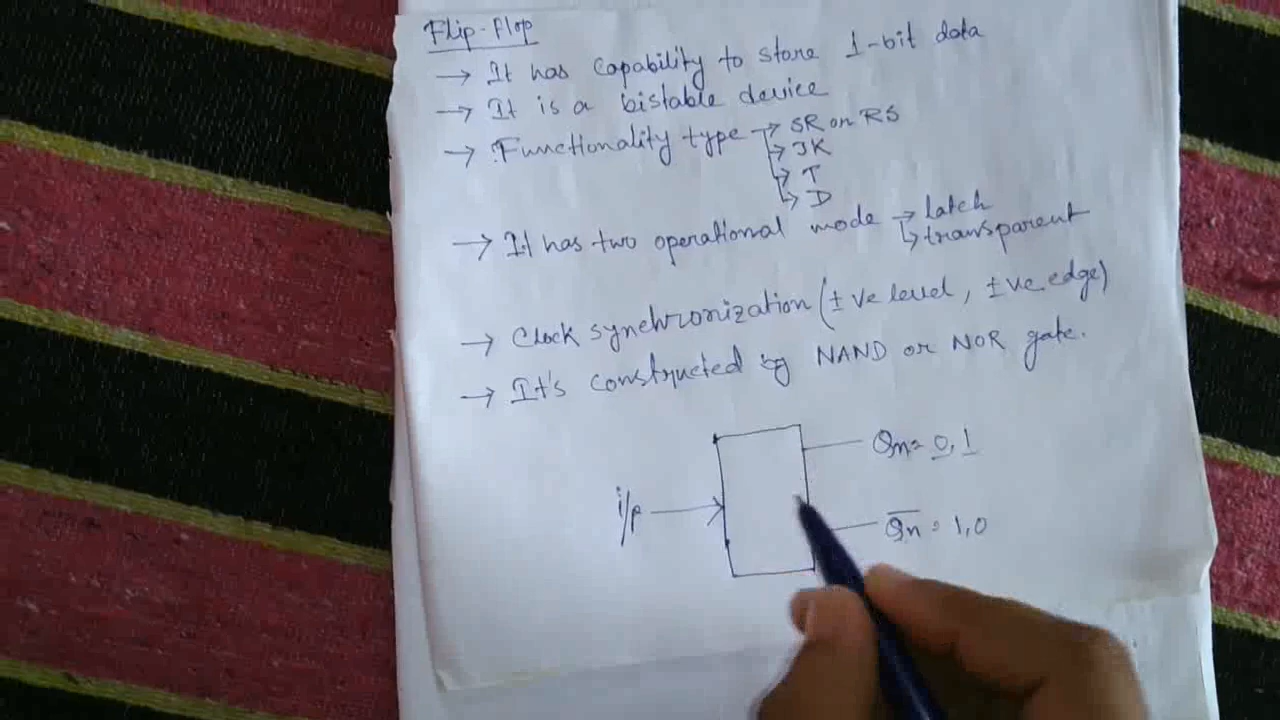 Flip-flop
→ It has capability to store 1-bit data
→ It is a bistable device
→ Functionality type → SR or RS
→ JK
→ T
→ D
→ It has two operational mode → latch
→ transparent
→ Clock synchronization (±ve level, ±ve edge)
→ It's constructed by NAND or NOR gate.
Qn = 0, 1
i/p
Q̅n̅ = 1, 0